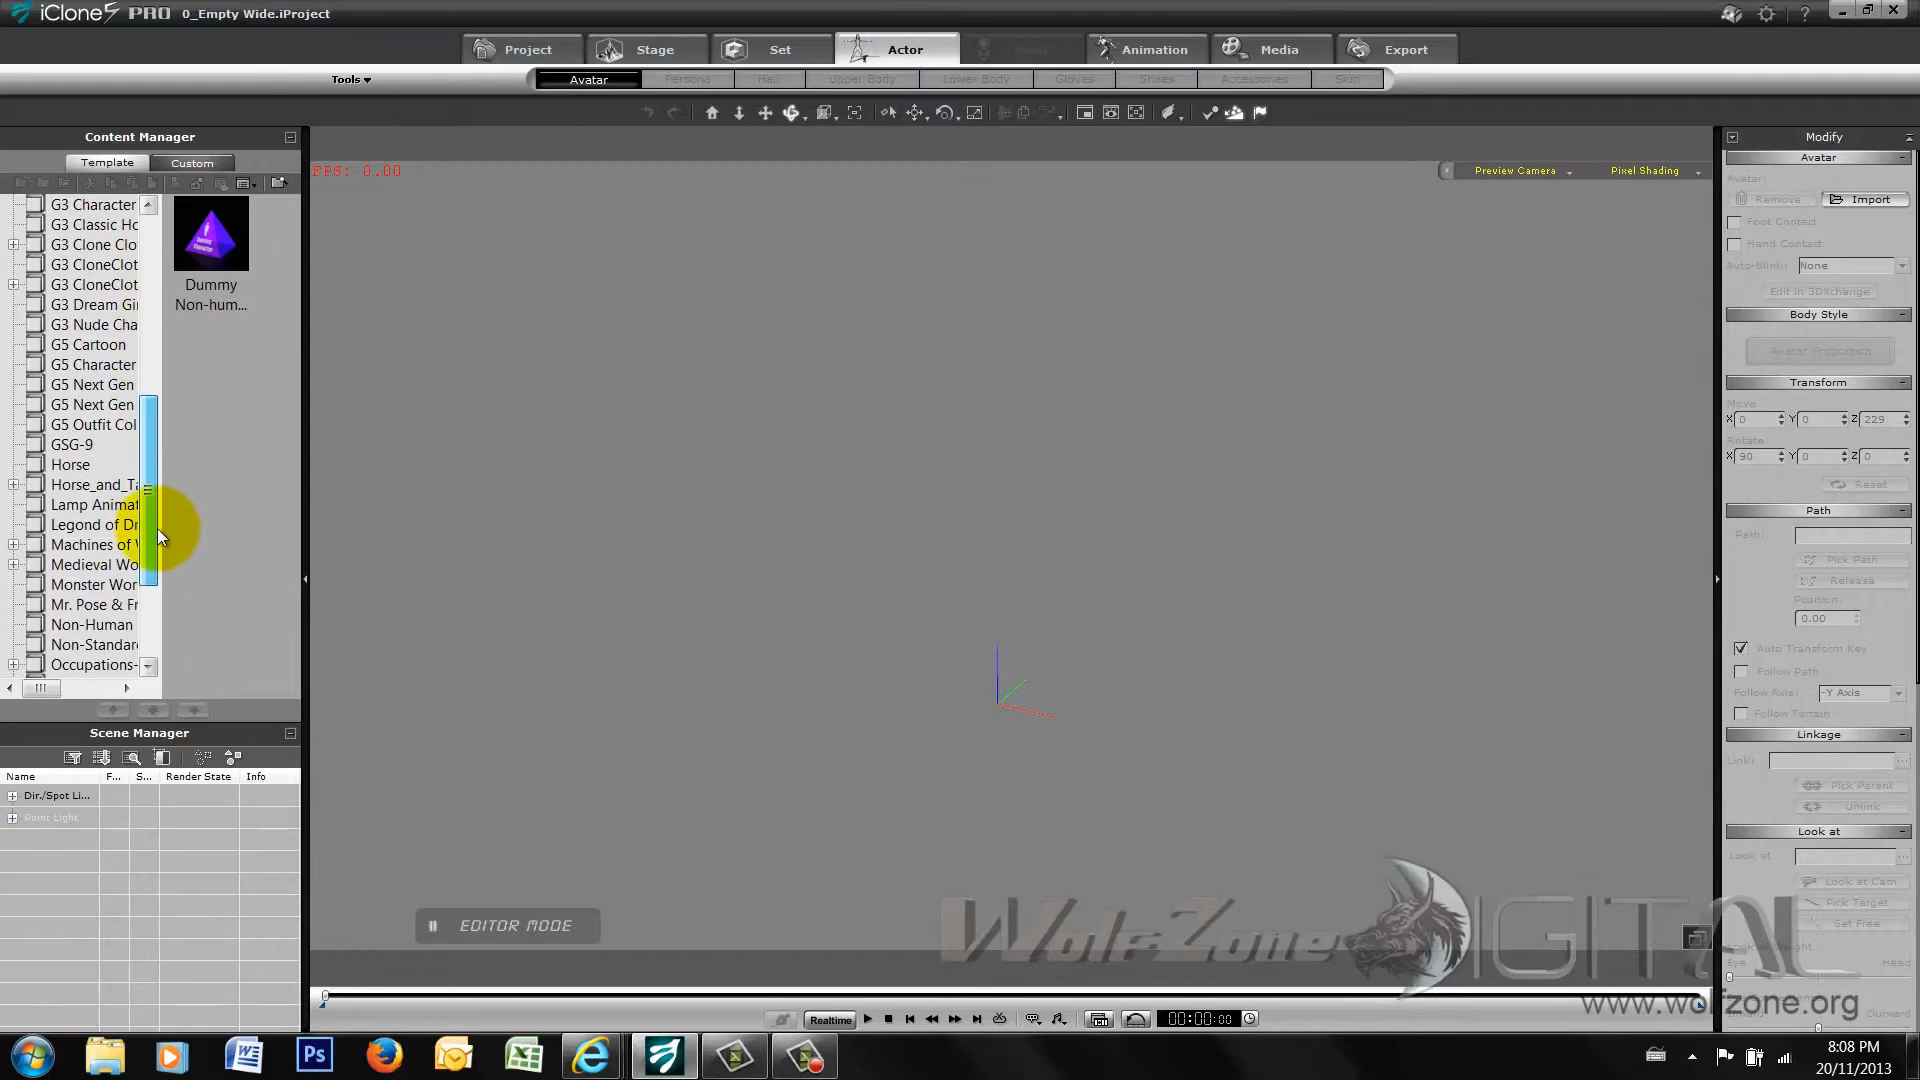 iClone5 PRO 0_Empty Wide.iProject
Project Stage Set Actor Animation Media Export
Tools Avatar Persona Hair Upper Body Lower Body Gloves Shoes Accessories Skin
Content Manager
Template Custom
G3 Character
G3 Classic Ho
G3 Clone Clo
G3 CloneClot
G3 CloneClot
G3 Dream Gi
G3 Nude Cha
G5 Cartoon
G5 Character
G5 Next Gen
G5 Next Gen
G5 Outfit Col
GSG-9
Horse
Horse_and_Ta
Lamp Animat
Legond of Dr
Machines of W
Medieval Wo
Monster Wor
Mr. Pose & Fr
Non-Human
Non-Standard
Occupations-
Dummy
Non-hum...
Scene Manager
Name F... S... Render State Info
Dir./Spot Li...
Point Light
FPS: 0.00
Preview Camera Pixel Shading
EDITOR MODE
WolfZone DIGITAL
www.wolfzone.org
Realtime 00:00:00
Modify
Avatar
Avatar:
Remove Import
Foot Contact
Hand Contact
Auto-Blink: None
Edit in 3DXchange
Body Style
Avatar Proportion
Transform
Move
X 0 Y 0 Z 229
Rotate
X 90 Y 0 Z 0
Reset
Path
Path:
Pick Path
Release
Position:
0.00
Auto Transform Key
Follow Path
Follow Axis: -Y Axis
Follow Terrain
Linkage
Link:
Pick Parent
Unlink
Look at
Look at
Look at Cam
Pick Target
Set Free
Eye Head
Outward
8:08 PM
20/11/2013